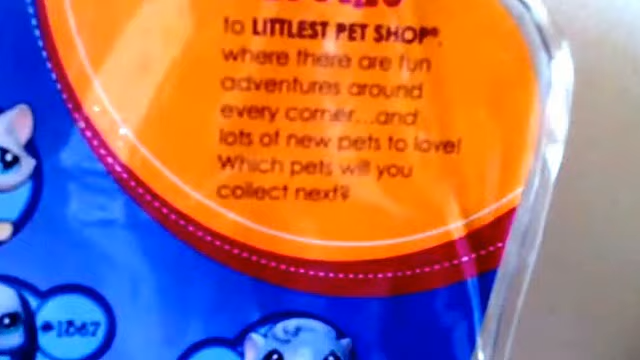 to LITTLEST PET SHOP®,
where there are fun
adventures around
every corner...and
lots of new pets to love!
Which pets will you
collect next?
#1867